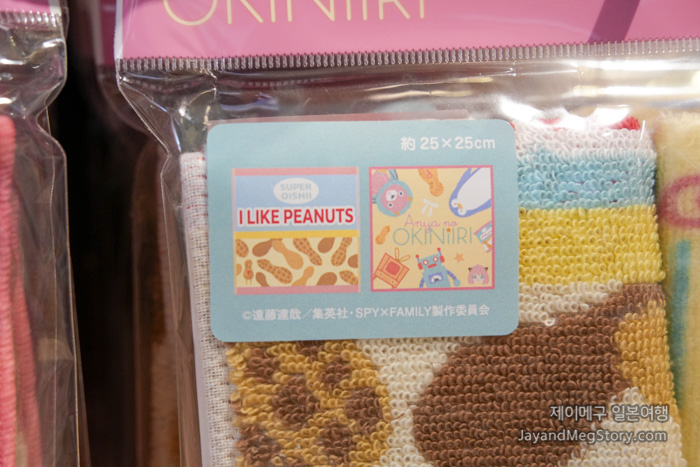 OKINIIRI
約25×25cm
SUPER
OISHII
I LIKE PEANUTS
Anya no
OKINIIRI
©遠藤達哉／集英社・SPY×FAMILY製作委員会
제이메구 일본여행
JayandMegStory.com